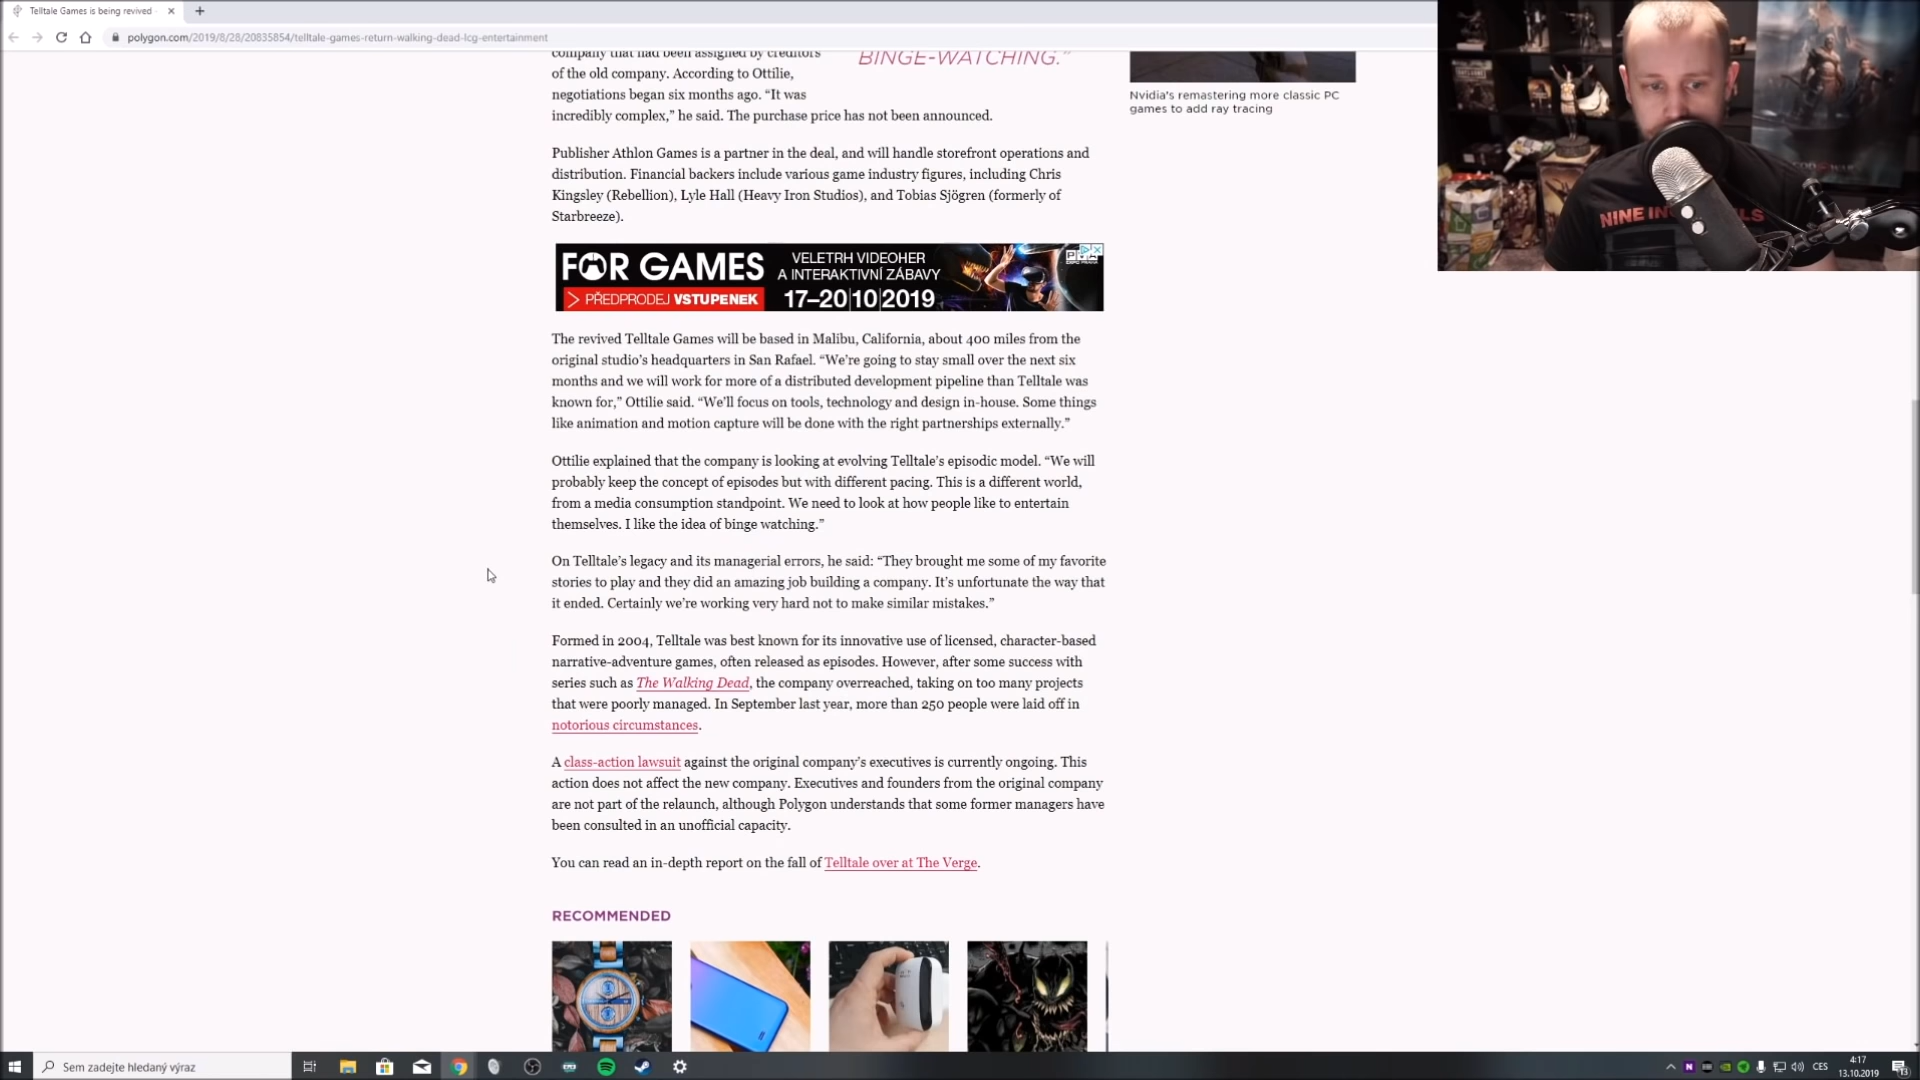 Telltale Games is being revived
polygon.com/2019/8/28/20835854/telltale-games-return-walking-dead-lcg-entertainment
company that had been assigned by creditors
of the old company. According to Ottilie,
negotiations began six months ago. “It was
incredibly complex,” he said. The purchase price has not been announced.
BINGE-WATCHING.”
Nvidia's remastering more classic PC
games to add ray tracing
Publisher Athlon Games is a partner in the deal, and will handle storefront operations and
distribution. Financial backers include various game industry figures, including Chris
Kingsley (Rebellion), Lyle Hall (Heavy Iron Studios), and Tobias Sjögren (formerly of
Starbreeze).
FOR GAMES
PŘEDPRODEJ VSTUPENEK
VELETRH VIDEOHER
A INTERAKTIVNÍ ZÁBAVY
17–20|10|2019
The revived Telltale Games will be based in Malibu, California, about 400 miles from the
original studio’s headquarters in San Rafael. “We’re going to stay small over the next six
months and we will work for more of a distributed development pipeline than Telltale was
known for,” Ottilie said. “We’ll focus on tools, technology and design in-house. Some things
like animation and motion capture will be done with the right partnerships externally.”
Ottilie explained that the company is looking at evolving Telltale’s episodic model. “We will
probably keep the concept of episodes but with different pacing. This is a different world,
from a media consumption standpoint. We need to look at how people like to entertain
themselves. I like the idea of binge watching.”
On Telltale’s legacy and its managerial errors, he said: “They brought me some of my favorite
stories to play and they did an amazing job building a company. It’s unfortunate the way that
it ended. Certainly we’re working very hard not to make similar mistakes.”
Formed in 2004, Telltale was best known for its innovative use of licensed, character-based
narrative-adventure games, often released as episodes. However, after some success with
series such as The Walking Dead, the company overreached, taking on too many projects
that were poorly managed. In September last year, more than 250 people were laid off in
notorious circumstances.
A class-action lawsuit against the original company’s executives is currently ongoing. This
action does not affect the new company. Executives and founders from the original company
are not part of the relaunch, although Polygon understands that some former managers have
been consulted in an unofficial capacity.
You can read an in-depth report on the fall of Telltale over at The Verge.
RECOMMENDED
Sem zadejte hledaný výraz
CES
4:17
13.10.2019